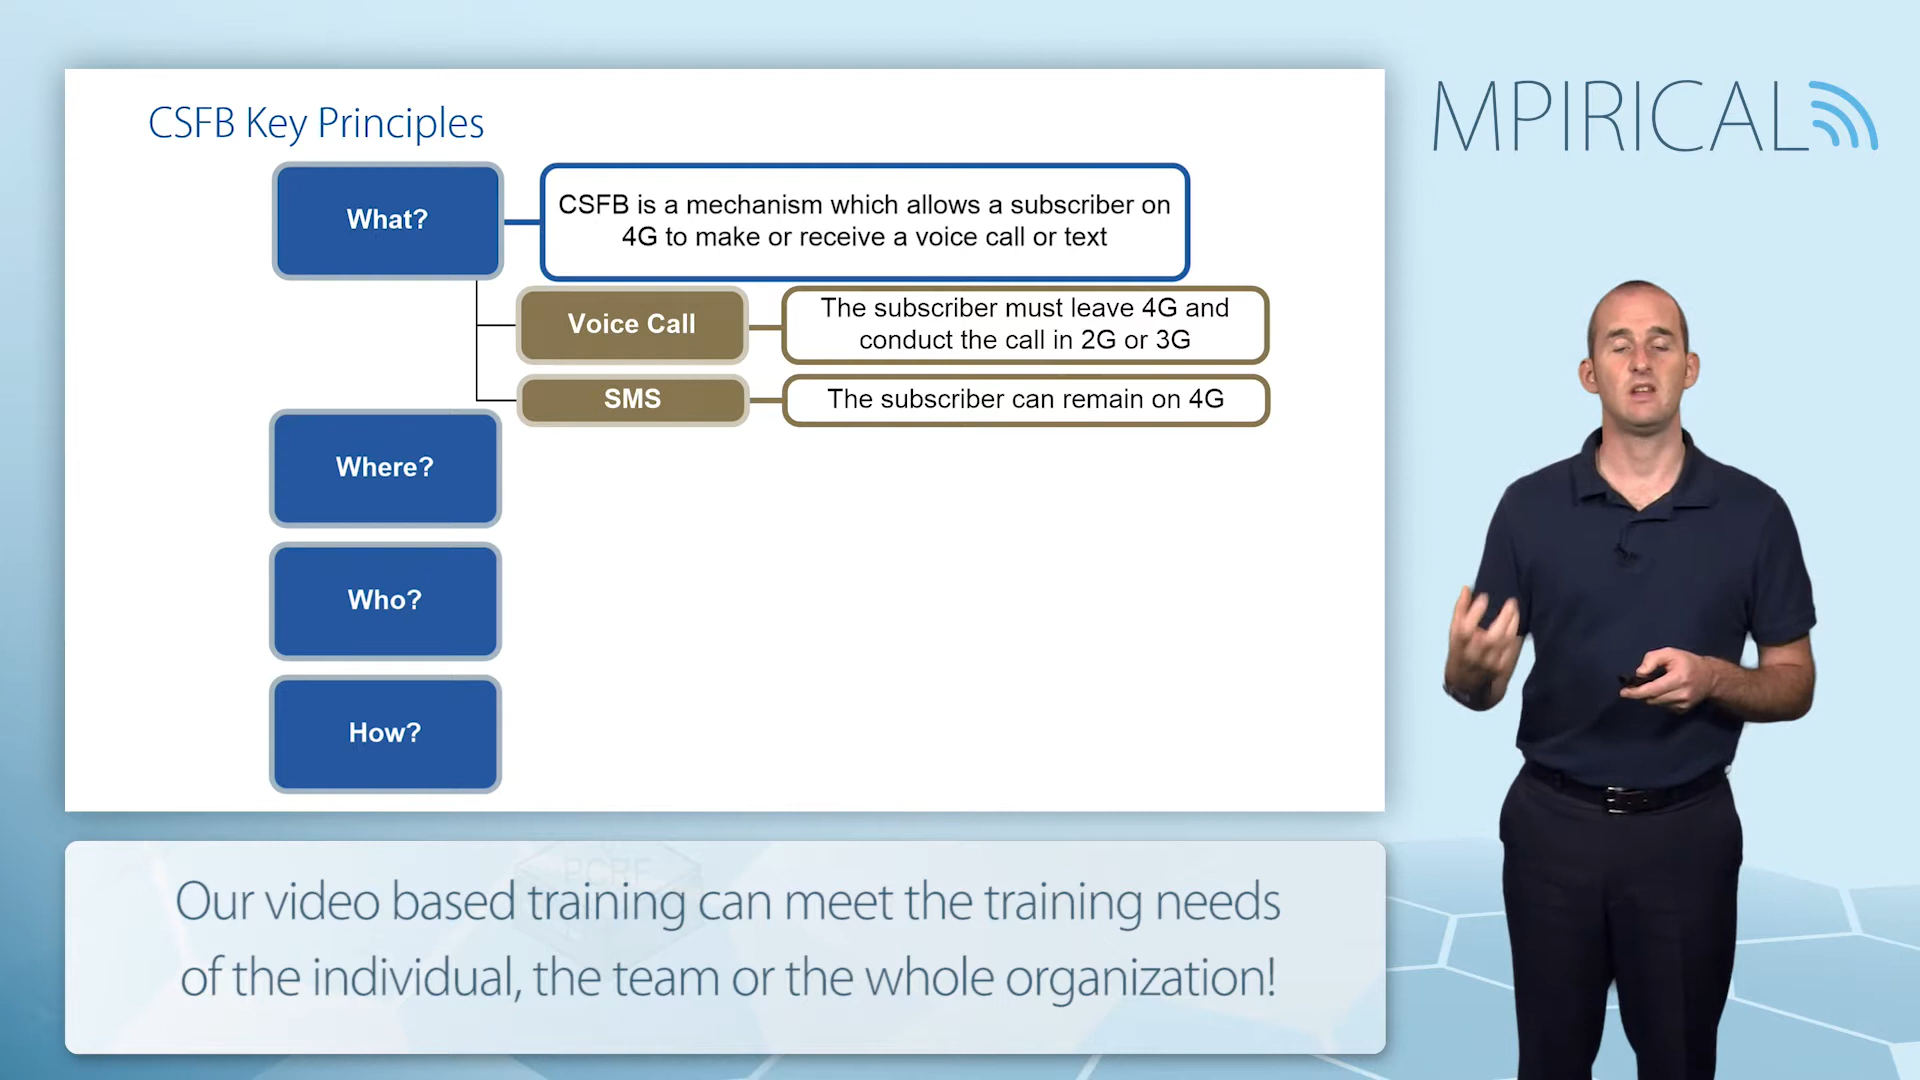 CSFB Key Principles
MPIRICAL
What?
CSFB is a mechanism which allows a subscriber on
4G to make or receive a voice call or text
Voice Call
The subscriber must leave 4G and
conduct the call in 2G or 3G
SMS
The subscriber can remain on 4G
Where?
Who?
How?
PCRF
Our video based training can meet the training needs
of the individual, the team or the whole organization!